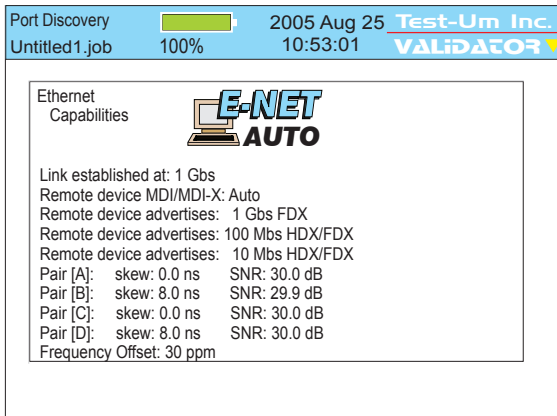 Port Discovery 2005 Aug 25 Test-Um Inc.
Untitled1.job 100% 10:53:01 VALiDATOR
Ethernet
Capabilities
E-NET
AUTO
Link established at: 1 Gbs
Remote device MDI/MDI-X: Auto
Remote device advertises: 1 Gbs FDX
Remote device advertises: 100 Mbs HDX/FDX
Remote device advertises: 10 Mbs HDX/FDX
Pair [A]: skew: 0.0 ns SNR: 30.0 dB
Pair [B]: skew: 8.0 ns SNR: 29.9 dB
Pair [C]: skew: 0.0 ns SNR: 30.0 dB
Pair [D]: skew: 8.0 ns SNR: 30.0 dB
Frequency Offset: 30 ppm